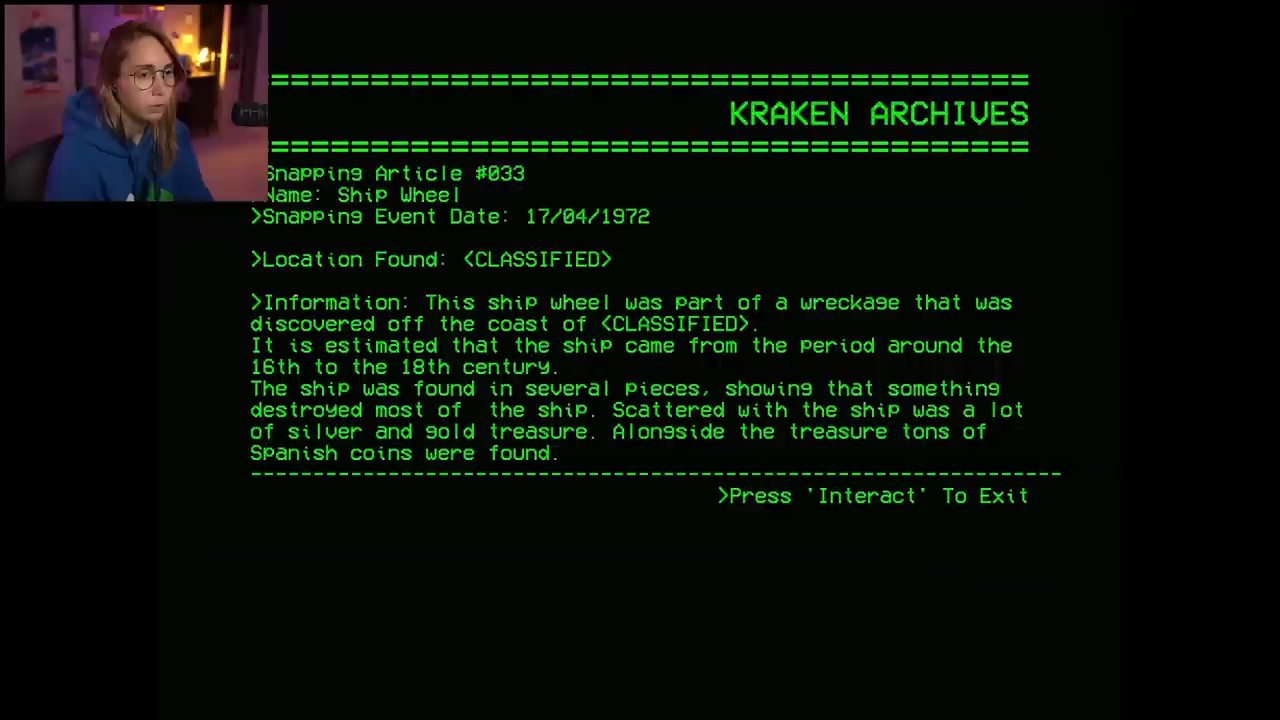 ==================================================
KRAKEN ARCHIVES
==================================================
Snapping Article #033
Name: Ship Wheel
>Snapping Event Date: 17/04/1972
>Location Found: <CLASSIFIED>
>Information: This ship wheel was part of a wreckage that was
discovered off the coast of <CLASSIFIED>.
It is estimated that the ship came from the period around the
16th to the 18th century.
The ship was found in several pieces, showing that something
destroyed most of  the ship. Scattered with the ship was a lot
of silver and gold treasure. Alongside the treasure tons of
Spanish coins were found.
-----------------------------------------------------------------
>Press 'Interact' To Exit